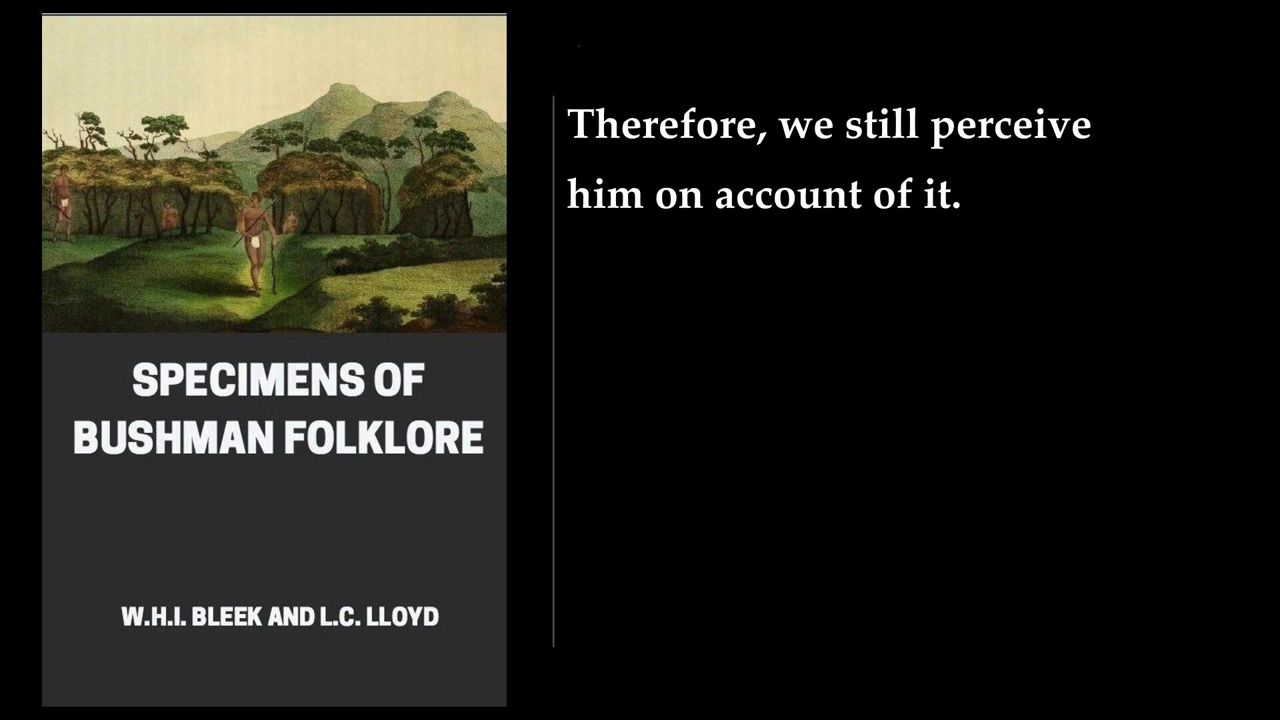 SPECIMENS OF
BUSHMAN FOLKLORE
W.H.I. BLEEK AND L.C. LLOYD
Therefore, we still perceive
him on account of it.